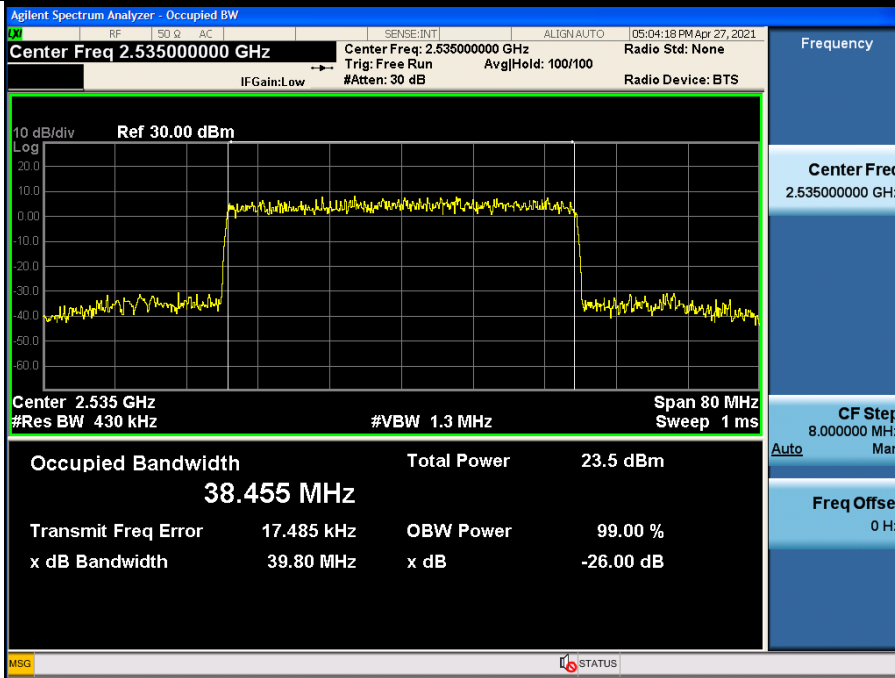 Agilent Spectrum Analyzer - Occupied BW
LXI RF 50 Ω AC SENSE:INT ALIGN AUTO 05:04:18 PM Apr 27, 2021
Center Freq 2.535000000 GHz Center Freq: 2.535000000 GHz Radio Std: None
Trig: Free Run Avg|Hold: 100/100
IFGain:Low #Atten: 30 dB Radio Device: BTS
10 dB/div Ref 30.00 dBm
Log
20.0
10.0
0.00
-10.0
-20.0
-30.0
-40.0
-50.0
-60.0
Center 2.535 GHz Span 80 MHz
#Res BW 430 kHz #VBW 1.3 MHz Sweep 1 ms
Occupied Bandwidth Total Power 23.5 dBm
38.455 MHz
Transmit Freq Error 17.485 kHz OBW Power 99.00 %
x dB Bandwidth 39.80 MHz x dB -26.00 dB
MSG STATUS
Frequency
Center Freq
2.535000000 GHz
CF Step
8.000000 MHz
Auto Man
Freq Offse
0 Hz